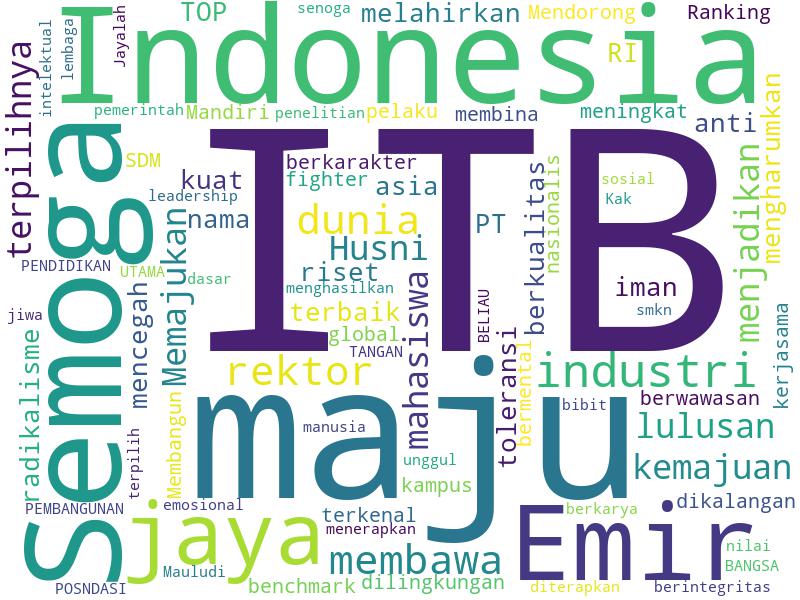 TOP senoga melahirkan Mendorong Ranking
Indonesia
RI
Jayalah
lembaga
intelektual
terpilihnya
pemerintah Mandiri penelitian pelaku membina meningkat anti
mengharumkan
Semoga
ITB
SDM
kuat
berkarakter
fighter asia
leadership
nama
dunia
PT
berkualitas
nasionalis
sosial
Kak
menjadikan
PENDIDIKAN
UTAMA
Memajukan
dasar
Husni
riset
menghasilkan
iman
smkn
jiwa
mencegah
terbaik
global
TANGAN
mahasiswa
BELIAU
toleransi
kerjasama
radikalisme
rektor
bermental
industri
Membangun
maju
manusia
bibit
berwawasan
lulusan
terpilih
unggul
kampus
kemajuan
PEMBANGUNAN
emosional
jaya
terkenal
menerapkan
Emir
berkarya
dikalangan
membawa
nilai
BANGSA
Mauludi
POSNDASI
benchmark
dilingkungan
diterapkan
berintegritas